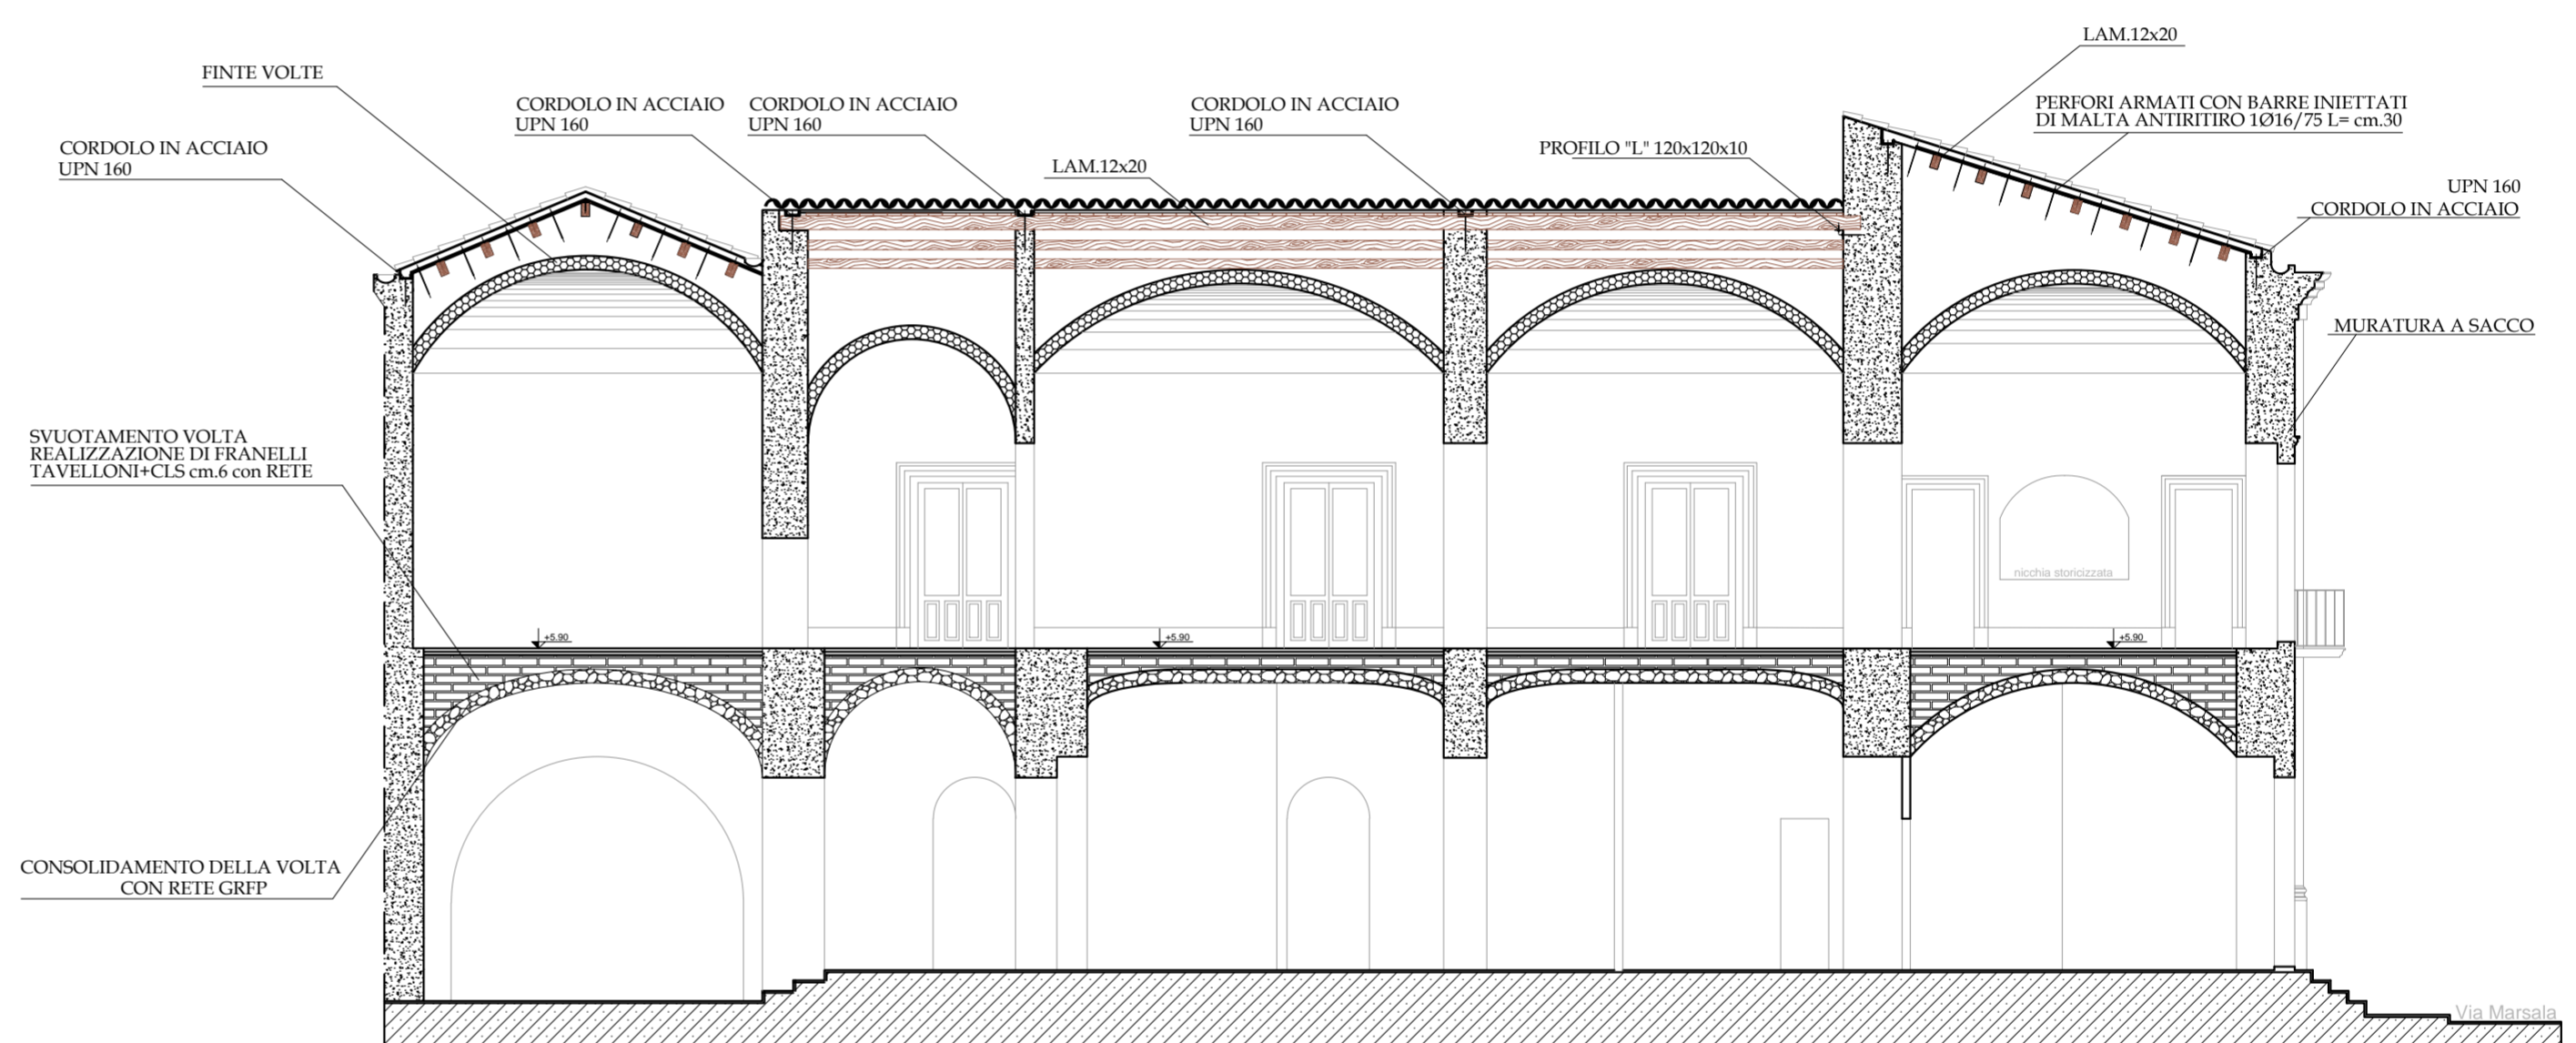 LAM.12x20
FINTE VOLTE
PERFORI ARMATI CON BARRE INIETTATI
DI MALTA ANTIRITIRO 1Ø16/75 L= cm.30
CORDOLO IN ACCIAIO
UPN 160
CORDOLO IN ACCIAIO
UPN 160
CORDOLO IN ACCIAIO
UPN 160
CORDOLO IN ACCIAIO
UPN 160
PROFILO "L" 120x120x10
LAM.12x20
UPN 160
CORDOLO IN ACCIAIO
MURATURA A SACCO
SVUOTAMENTO VOLTA
REALIZZAZIONE DI FRANELLI
TAVELLONI+CLS cm.6 con RETE
nicchia storicizzata
+5.90
+5.90
+5.90
CONSOLIDAMENTO DELLA VOLTA
CON RETE GRFP
Via Marsala